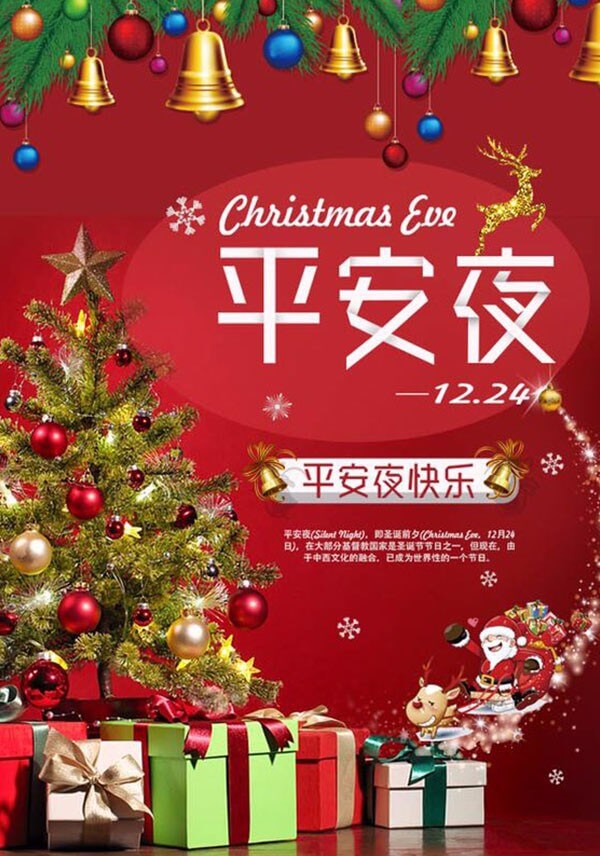 Christmas Eve
平安夜
—12.24
平安夜快乐
平安夜(Silent Night)，即圣诞前夕(Christmas Eve，12月24
日)，在大部分基督教国家是圣诞节节日之一，但现在，由
于中西文化的融合，已成为世界性的一个节日。